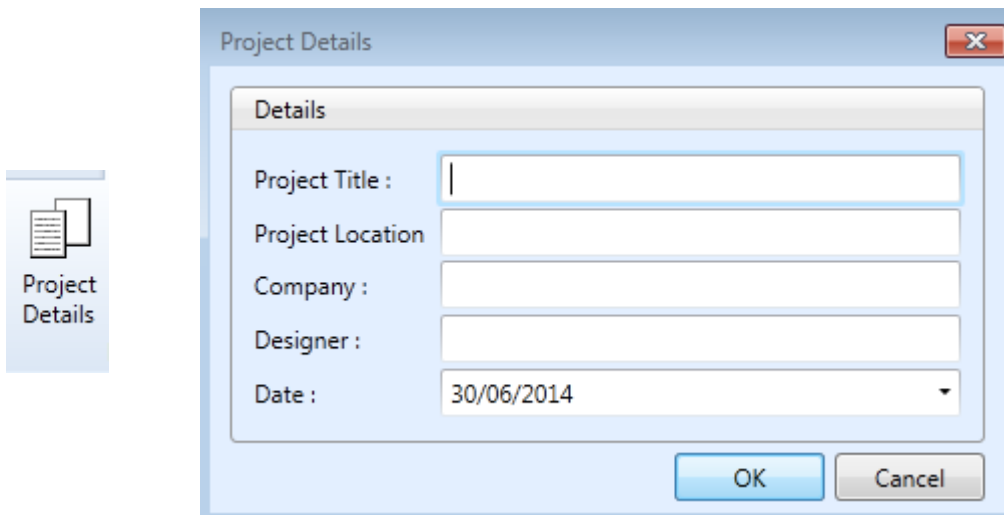 Project
Details
Project Details
Details
Project Title :
Project Location
Company :
Designer :
Date :
30/06/2014
OK
Cancel